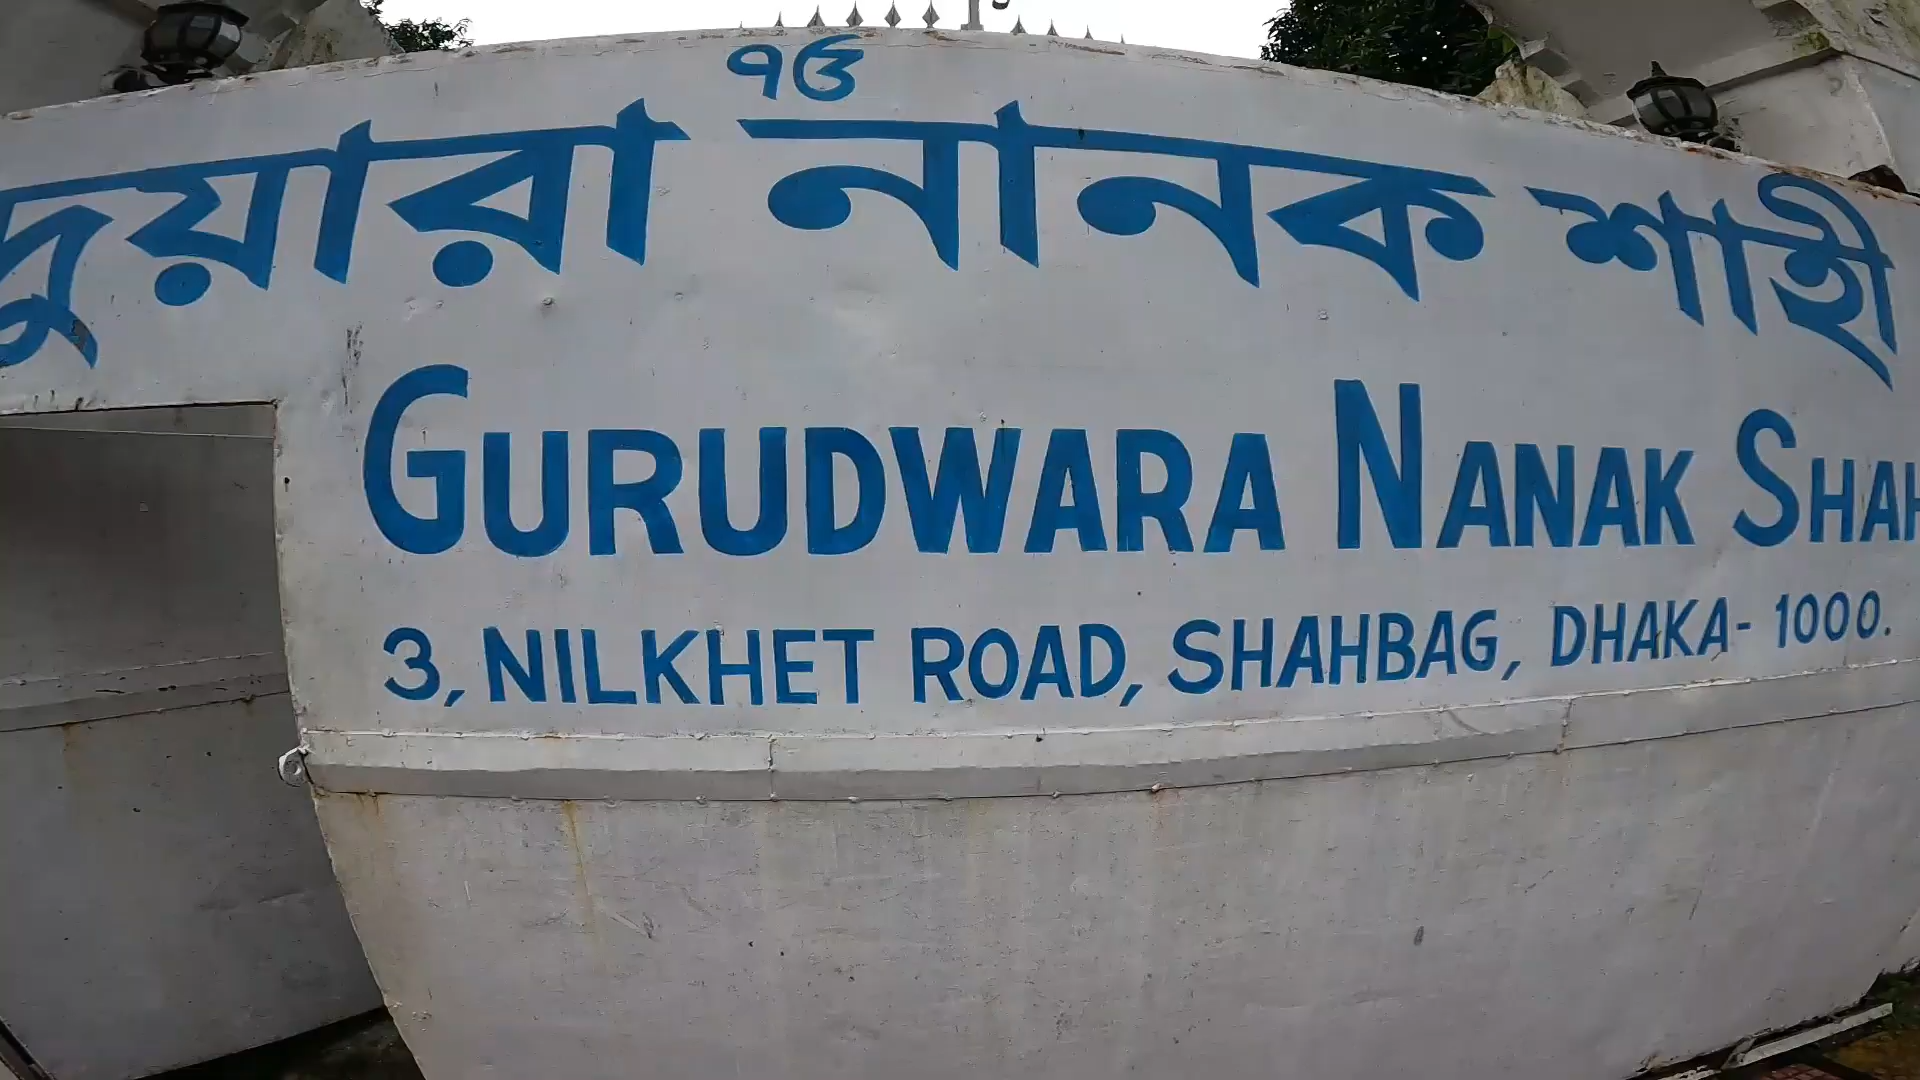 ੴ
দুয়ারা নানক শাহী
GURUDWARA NANAK SHAH
3, NILKHET ROAD, SHAHBAG, DHAKA- 1000.